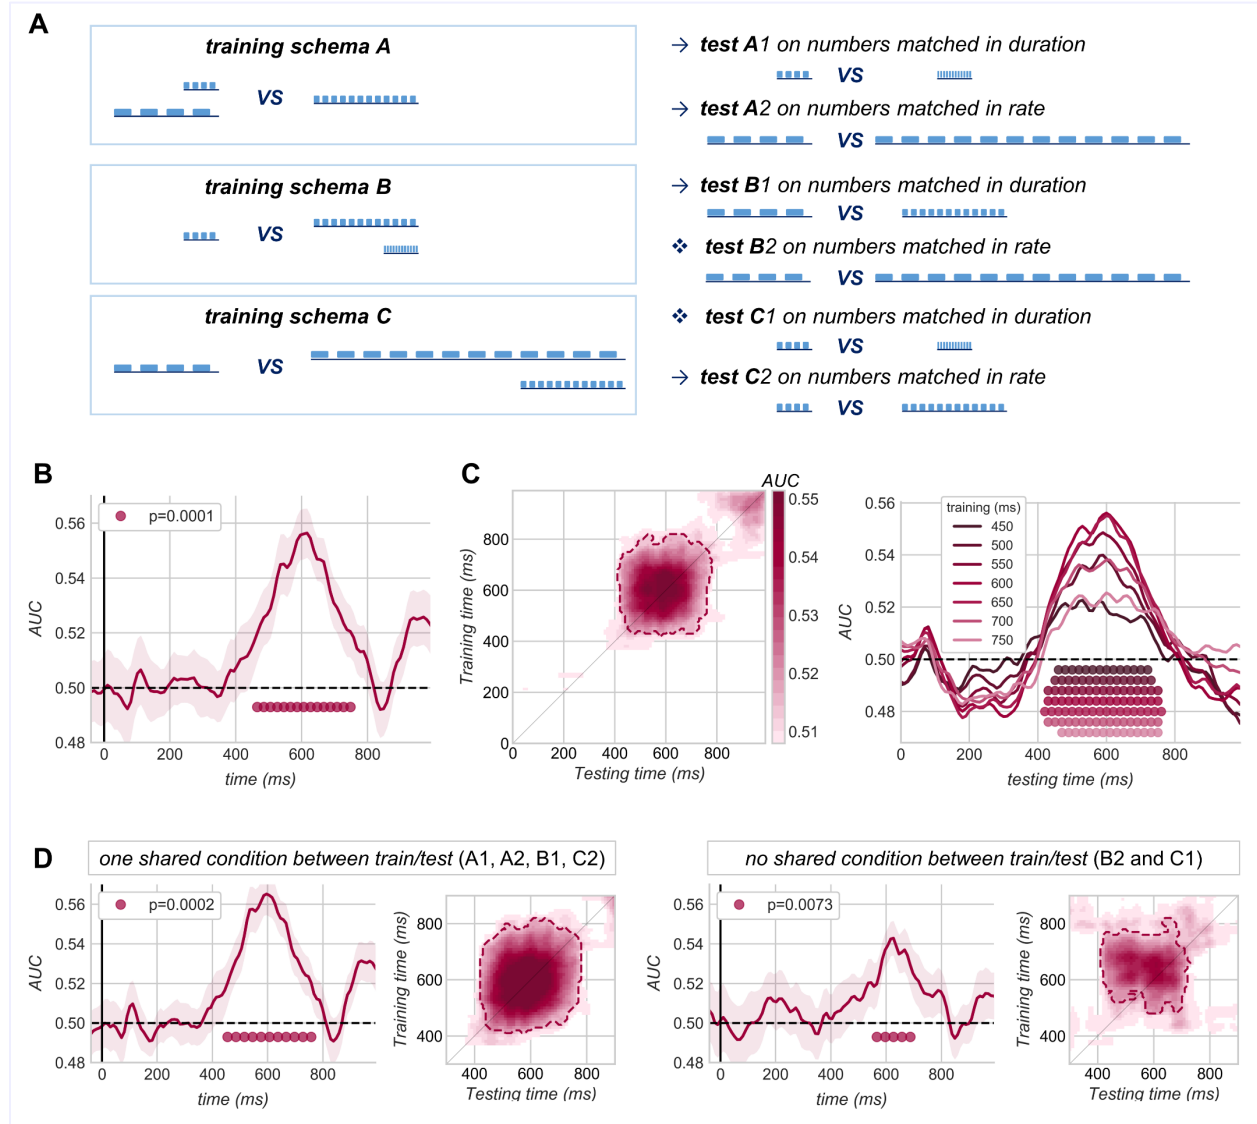 A
training schema A
VS
training schema B
VS
training schema C
VS
→ test A1 on numbers matched in duration
VS
→ test A2 on numbers matched in rate
VS
→ test B1 on numbers matched in duration
VS
❖ test B2 on numbers matched in rate
VS
❖ test C1 on numbers matched in duration
VS
→ test C2 on numbers matched in rate
VS
B
p=0.0001
AUC
0.56
0.54
0.52
0.50
0.48
0 200 400 600 800
time (ms)
C
Training time (ms)
800
600
400
200
0
0 200 400 600 800
Testing time (ms)
AUC
0.55
0.54
0.53
0.52
0.51
AUC
0.56
0.54
0.52
0.50
0.48
training (ms)
450
500
550
600
650
700
750
0 200 400 600 800
testing time (ms)
D
one shared condition between train/test (A1, A2, B1, C2)
p=0.0002
AUC
0.56
0.54
0.52
0.50
0.48
0 200 400 600 800
time (ms)
Training time (ms)
800
600
400
400 600 800
Testing time (ms)
no shared condition between train/test (B2 and C1)
p=0.0073
AUC
0.56
0.54
0.52
0.50
0.48
0 200 400 600 800
time (ms)
Training time (ms)
800
600
400
400 600 800
Testing time (ms)